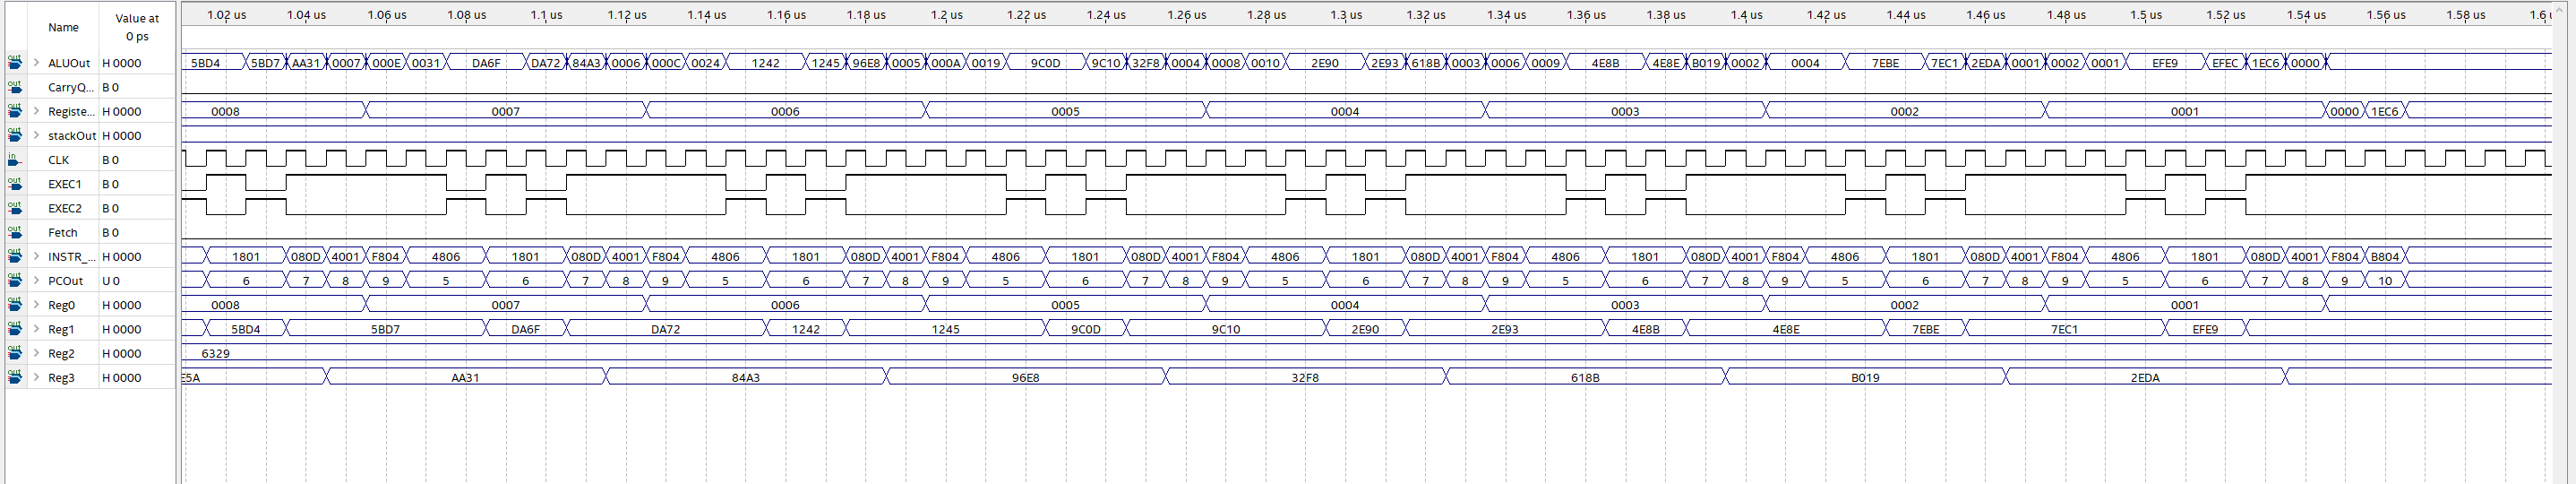 Name Value at 0 ps 1.02 us 1.04 us 1.06 us 1.08 us 1.1 us 1.12 us 1.14 us 1.16 us 1.18 us 1.2 us 1.22 us 1.24 us 1.26 us 1.28 us 1.3 us 1.32 us 1.34 us 1.36 us 1.38 us 1.4 us 1.42 us 1.44 us 1.46 us 1.48 us 1.5 us 1.52 us 1.54 us 1.56 us 1.58 us 1.6 u
out ALUOut H 0000 5BD4 5BD7 AA31 0007 000E 0031 DA6F DA72 84A3 0006 000C 0024 1242 1245 96E8 0005 000A 0019 9C0D 9C10 32F8 0004 0008 0010 2E90 2E93 618B 0003 0006 0009 4E8B 4E8E B019 0002 0004 7EBE 7EC1 2EDA 0001 0002 0001 EFE9 EFEC 1EC6 0000
out CarryQ... B 0
out Registe... H 0000 0008 0007 0006 0005 0004 0003 0002 0001 0000 1EC6
out stackOut H 0000
in CLK B 0
out EXEC1 B 0
out EXEC2 B 0
out Fetch B 0
out INSTR_... H 0000 1801 080D 4001 F804 4806 1801 080D 4001 F804 4806 1801 080D 4001 F804 4806 1801 080D 4001 F804 4806 1801 080D 4001 F804 4806 1801 080D 4001 F804 4806 1801 080D 4001 F804 4806 1801 080D 4001 F804 B804
out PCOut U 0 6 7 8 9 5 6 7 8 9 5 6 7 8 9 5 6 7 8 9 5 6 7 8 9 5 6 7 8 9 5 6 7 8 9 5 6 7 8 9 10
out Reg0 H 0000 0008 0007 0006 0005 0004 0003 0002 0001
out Reg1 H 0000 5BD4 5BD7 DA6F DA72 1242 1245 9C0D 9C10 2E90 2E93 4E8B 4E8E 7EBE 7EC1 EFE9
out Reg2 H 0000 6329
out Reg3 H 0000 E5A AA31 84A3 96E8 32F8 618B B019 2EDA